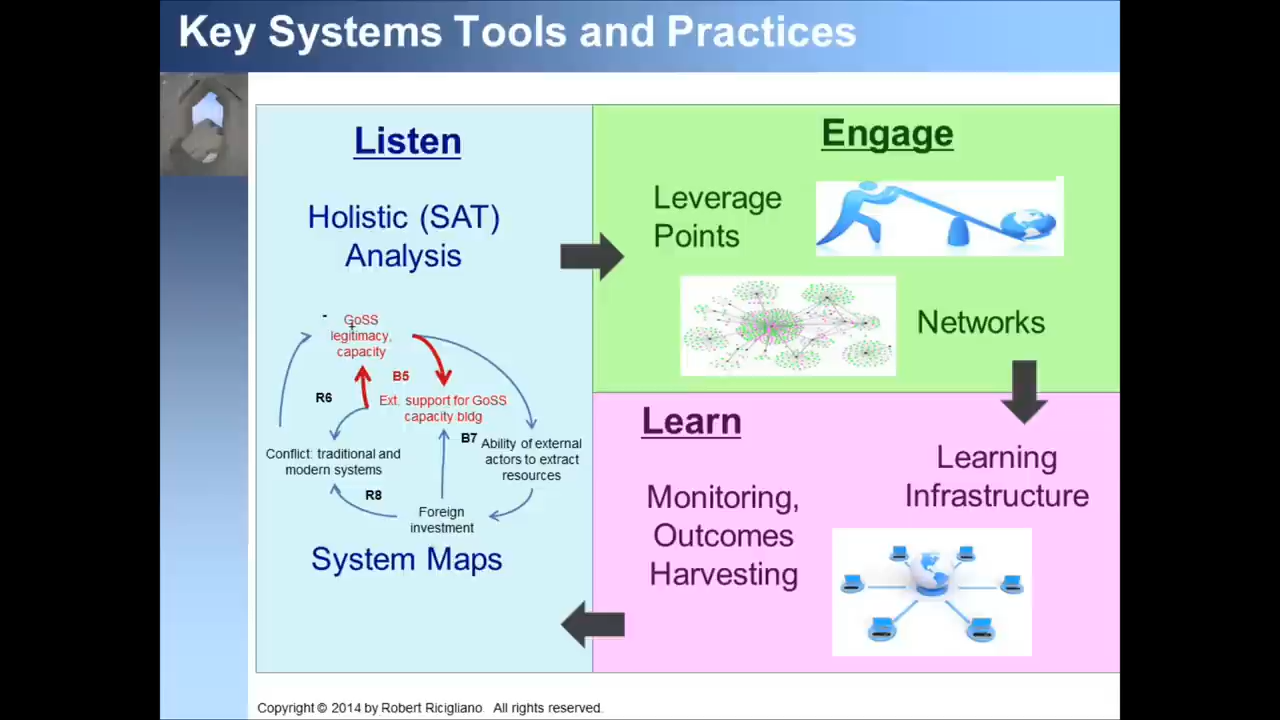 Key Systems Tools and Practices
Listen
Holistic (SAT)
Analysis
-
GoSS
+
legitimacy,
capacity
B5
R6
Ext. support for GoSS
capacity bldg
B7
Ability of external
actors to extract
resources
Conflict: traditional and
modern systems
R8
Foreign
investment
System Maps
Engage
Leverage
Points
Networks
Learn
Learning
Infrastructure
Monitoring,
Outcomes
Harvesting
Copyright © 2014 by Robert Ricigliano. All rights reserved.